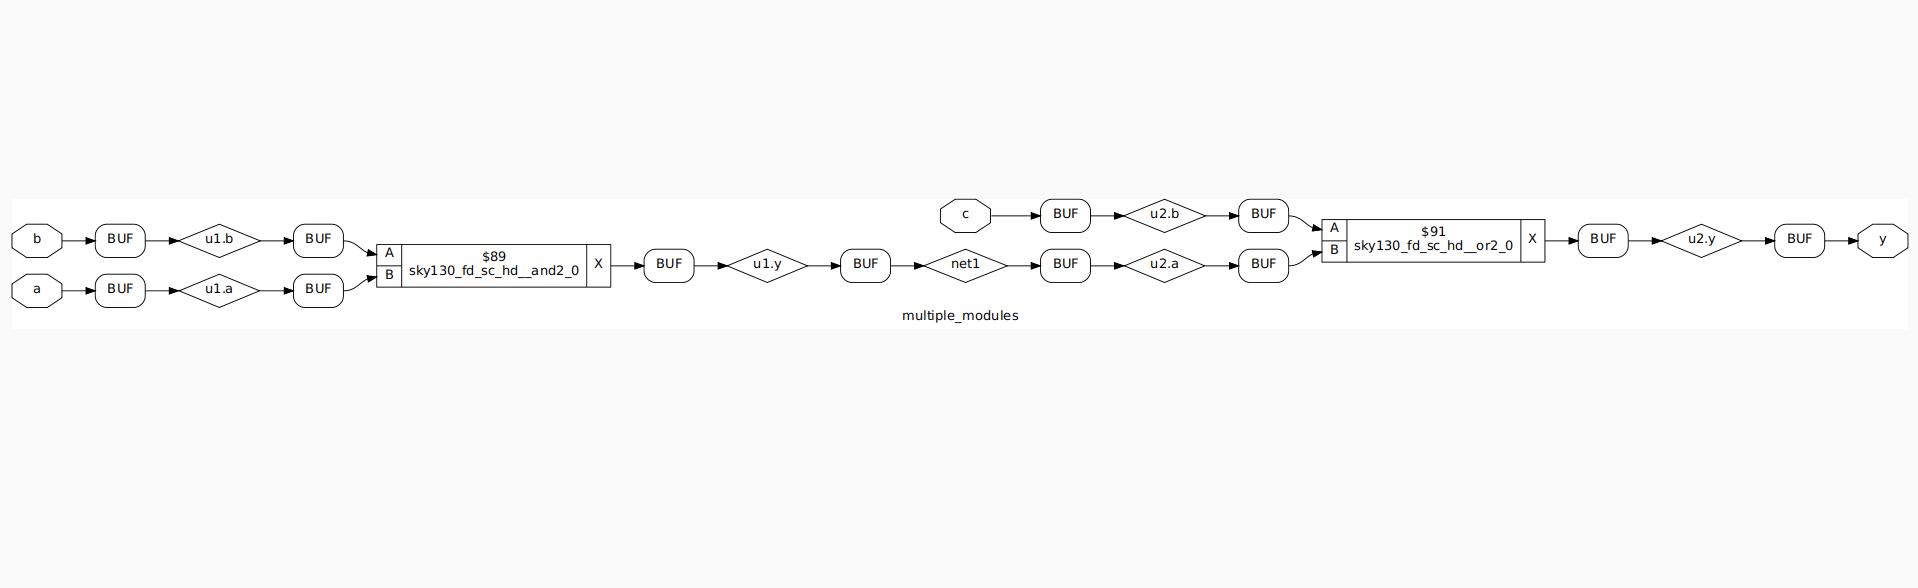 c
BUF
u2.b
BUF
b
BUF
u1.b
BUF
A
B
$89
sky130_fd_sc_hd__and2_0
X
BUF
u1.y
BUF
net1
BUF
u2.a
BUF
A
B
$91
sky130_fd_sc_hd__or2_0
X
BUF
u2.y
BUF
y
a
BUF
u1.a
BUF
multiple_modules